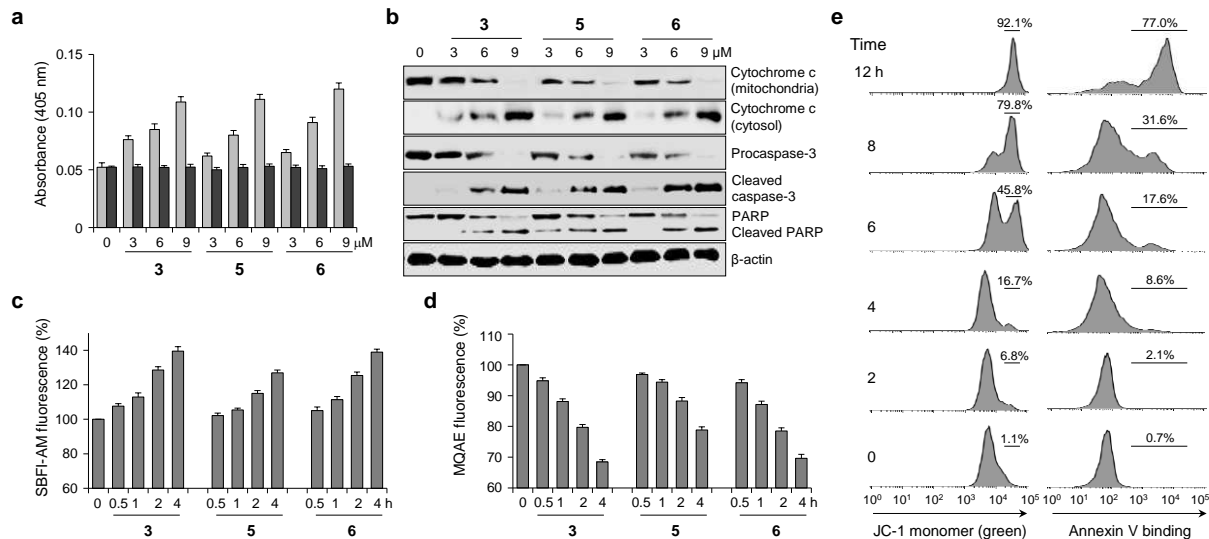 a
0.15
0.10
0.05
0
Absorbance (405 nm)
0 3 6 9 3 6 9 3 6 9 μM
3 5 6
b
3 5 6
0 3 6 9 3 6 9 3 6 9 μM
Cytochrome c
(mitochondria)
Cytochrome c
(cytosol)
Procaspase-3
Cleaved
caspase-3
PARP
Cleaved PARP
β-actin
c
140
120
100
80
60
SBFI-AM fluorescence (%)
0 0.5 1 2 4 0.5 1 2 4 0.5 1 2 4 h
3 5 6
d
100
90
80
70
60
MQAE fluorescence (%)
0 0.5 1 2 4 0.5 1 2 4 0.5 1 2 4 h
3 5 6
e
Time
12 h
92.1% 77.0%
8
79.8% 31.6%
6
45.8% 17.6%
4
16.7% 8.6%
2
6.8% 2.1%
0
1.1% 0.7%
10⁰ 10¹ 10² 10³ 10⁴ 10⁵ 10⁰ 10¹ 10² 10³ 10⁴ 10⁵
JC-1 monomer (green) Annexin V binding